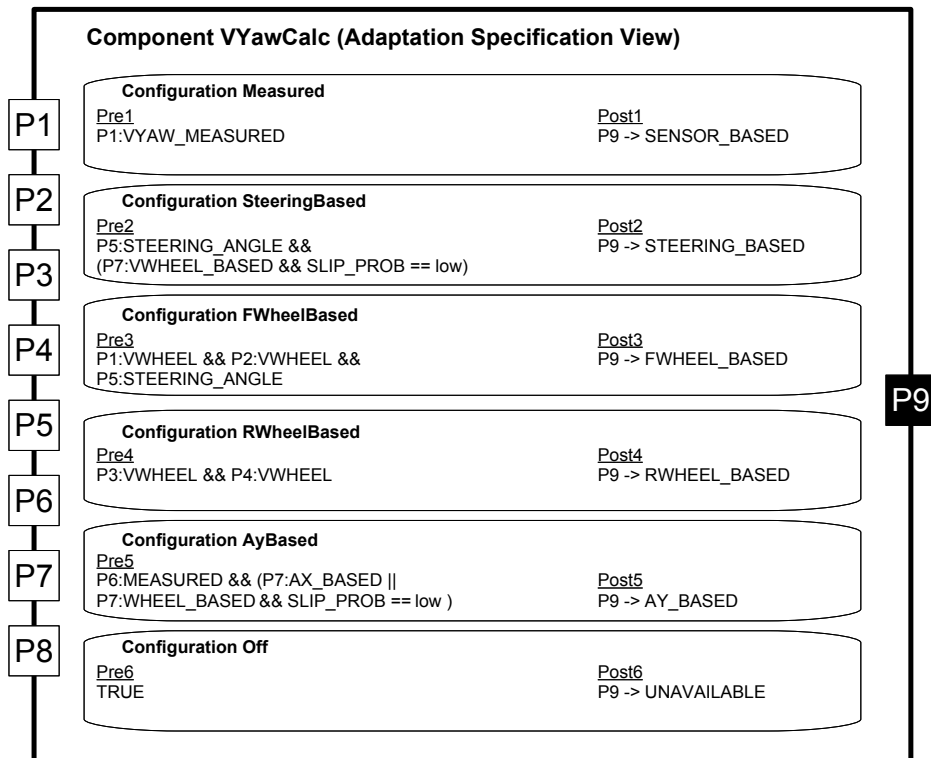 Component VYawCalc (Adaptation Specification View)
Configuration Measured
Pre1
P1:VYAW_MEASURED
Post1
P9 -> SENSOR_BASED
Configuration SteeringBased
Pre2
P5:STEERING_ANGLE &&
(P7:VWHEEL_BASED && SLIP_PROB == low)
Post2
P9 -> STEERING_BASED
Configuration FWheelBased
Pre3
P1:VWHEEL && P2:VWHEEL &&
P5:STEERING_ANGLE
Post3
P9 -> FWHEEL_BASED
Configuration RWheelBased
Pre4
P3:VWHEEL && P4:VWHEEL
Post4
P9 -> RWHEEL_BASED
Configuration AyBased
Pre5
P6:MEASURED && (P7:AX_BASED ||
P7:WHEEL_BASED && SLIP_PROB == low )
Post5
P9 -> AY_BASED
Configuration Off
Pre6
TRUE
Post6
P9 -> UNAVAILABLE
P1
P2
P3
P4
P5
P6
P7
P8
P9